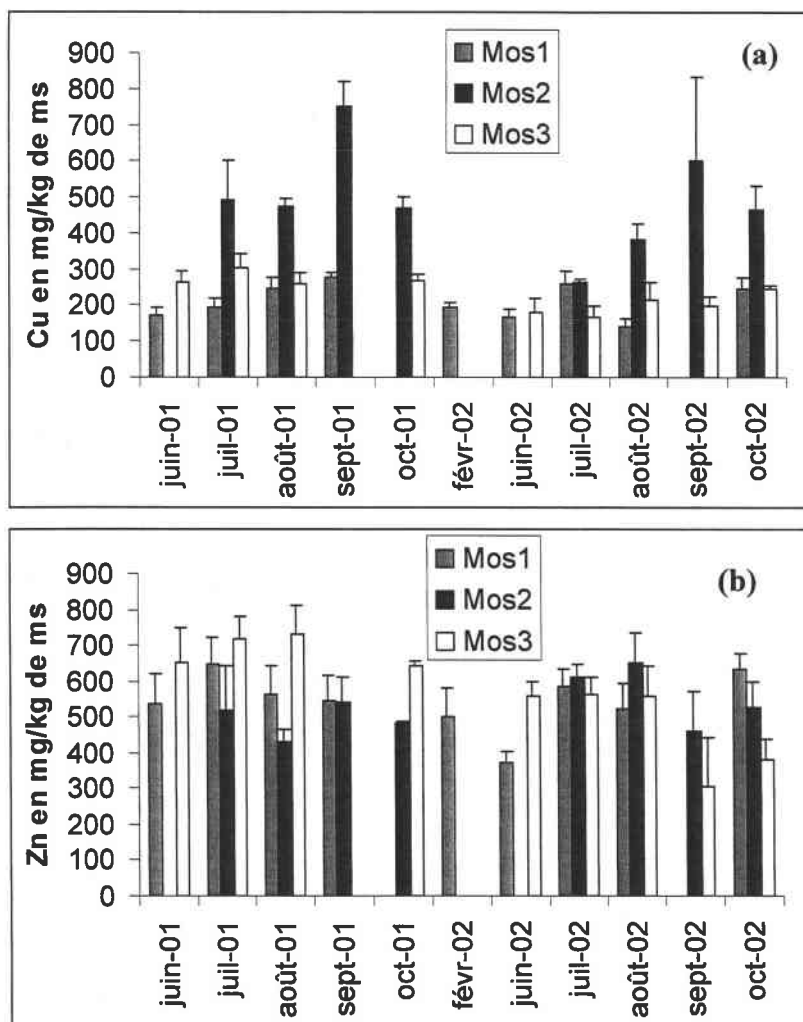 (a)
Mos1
Mos2
Mos3
Cu en mg/kg de ms
900
800
700
600
500
400
300
200
100
0
juin-01
juil-01
août-01
sept-01
oct-01
févr-02
juin-02
juil-02
août-02
sept-02
oct-02
(b)
Mos1
Mos2
Mos3
Zn en mg/kg de ms
900
800
700
600
500
400
300
200
100
0
juin-01
juil-01
août-01
sept-01
oct-01
févr-02
juin-02
juil-02
août-02
sept-02
oct-02